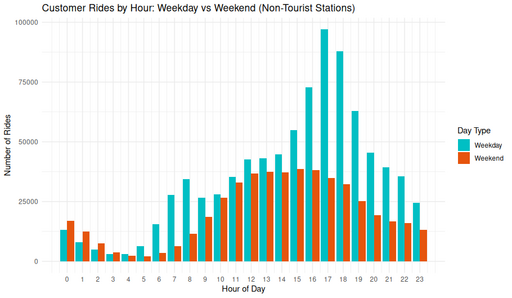 Customer Rides by Hour: Weekday vs Weekend (Non-Tourist Stations)
100000
75000
50000
25000
0
Number of Rides
0 1 2 3 4 5 6 7 8 9 10 11 12 13 14 15 16 17 18 19 20 21 22 23
Hour of Day
Day Type
Weekday
Weekend